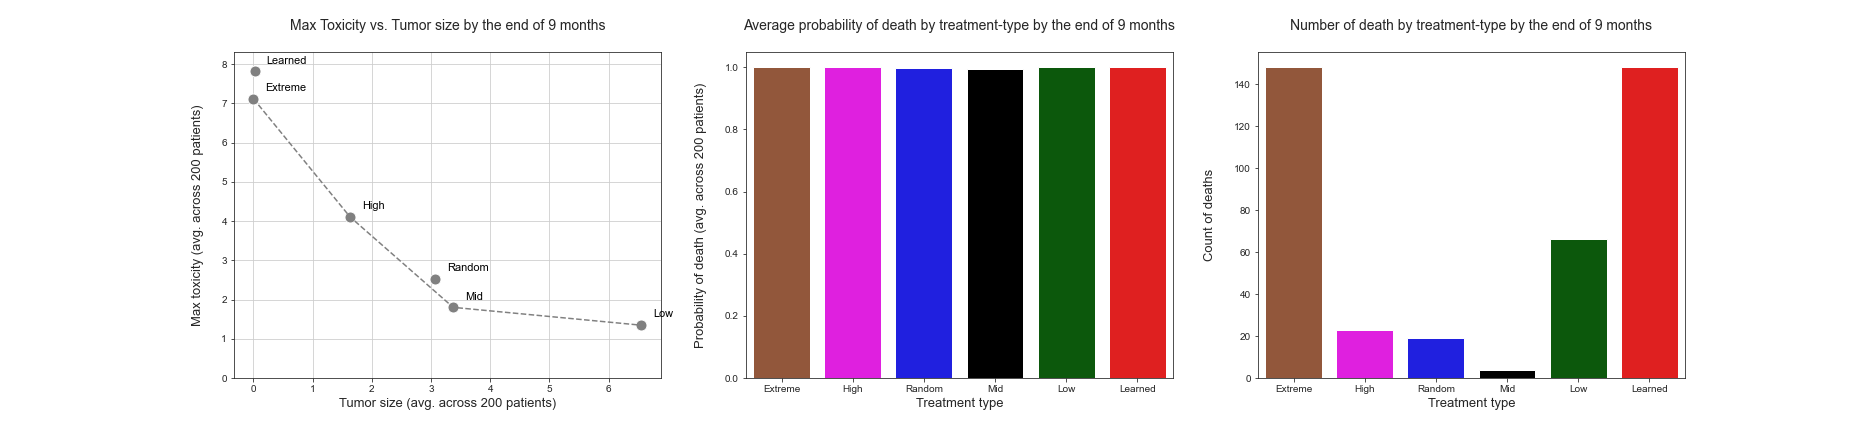 Max Toxicity vs. Tumor size by the end of 9 months
Max toxicity (avg. across 200 patients)
8
7
6
5
4
3
2
1
0
Learned
Extreme
High
Random
Mid
Low
0 1 2 3 4 5 6
Tumor size (avg. across 200 patients)
Average probability of death by treatment-type by the end of 9 months
Probability of death (avg. across 200 patients)
1.0
0.8
0.6
0.4
0.2
0.0
Extreme High Random Mid Low Learned
Treatment type
Number of death by treatment-type by the end of 9 months
Count of deaths
140
120
100
80
60
40
20
0
Extreme High Random Mid Low Learned
Treatment type